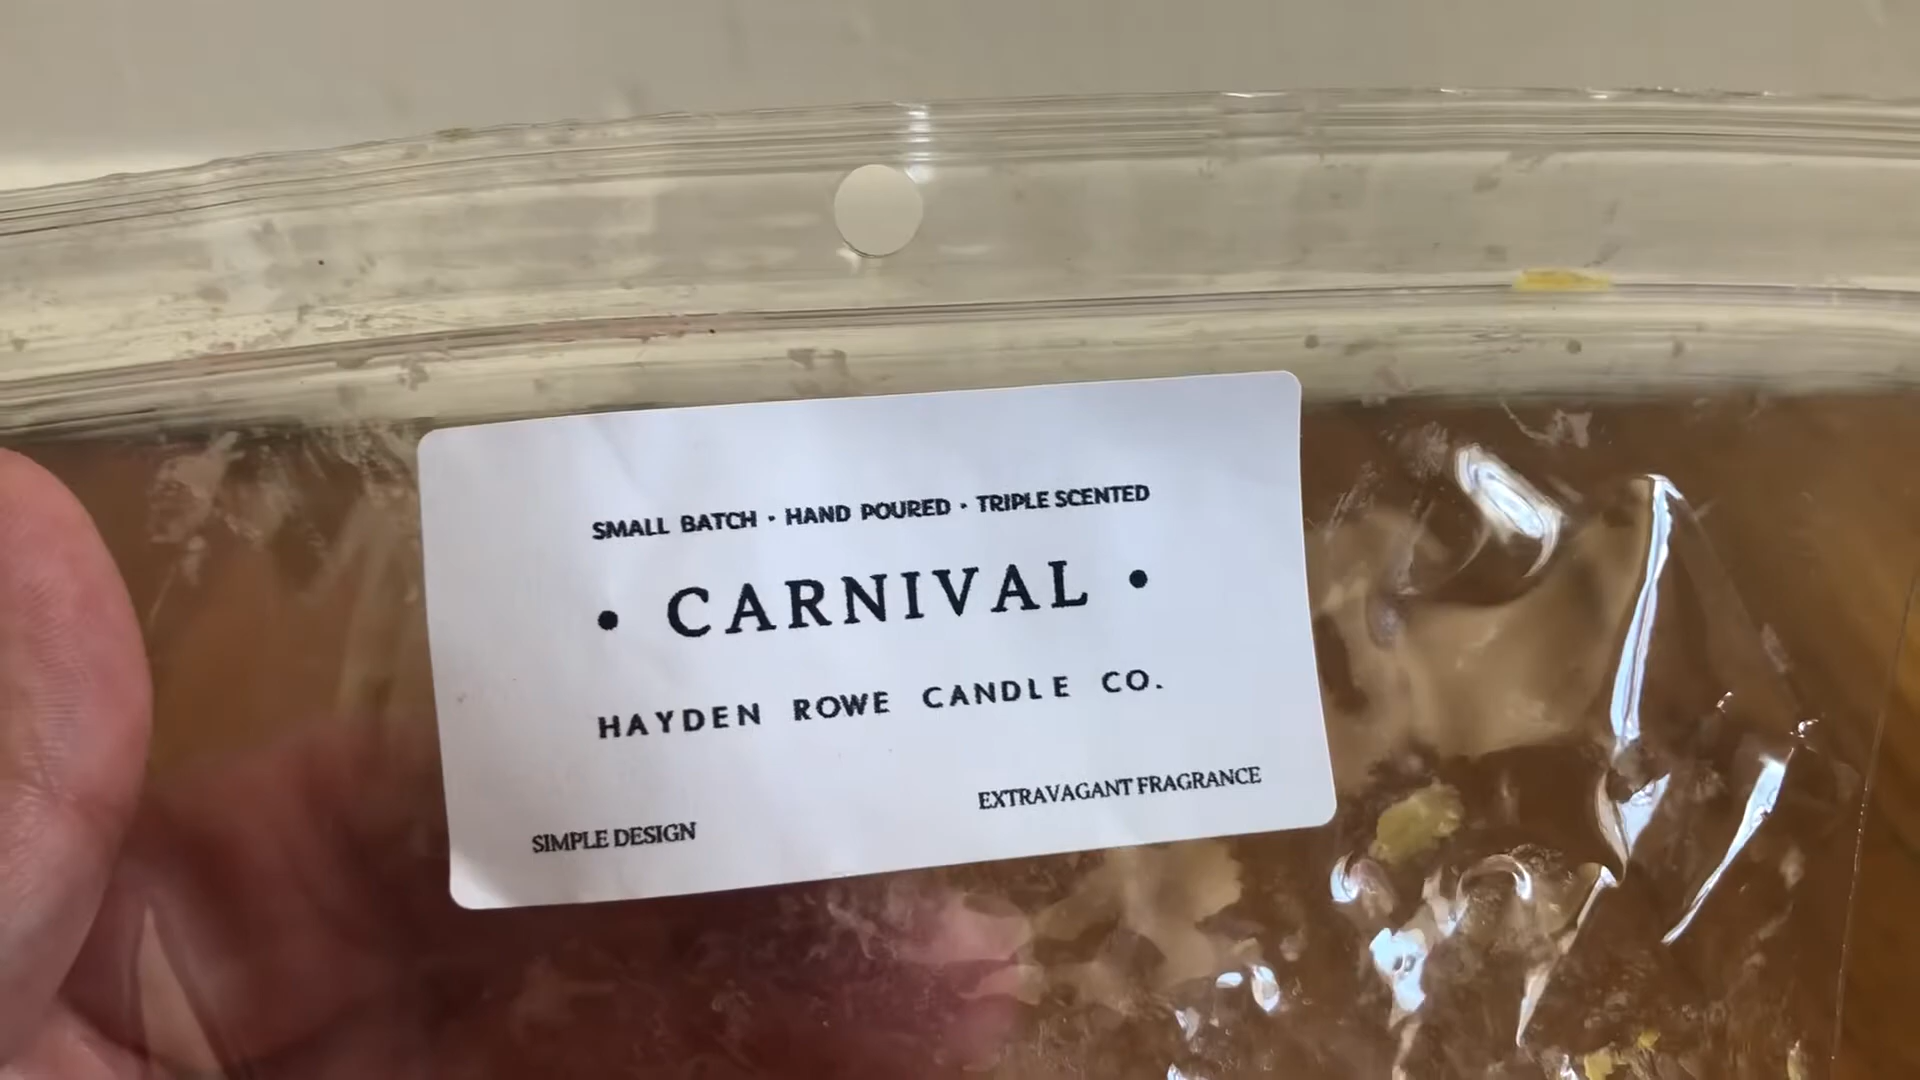 SMALL BATCH • HAND POURED • TRIPLE SCENTED
• CARNIVAL •
HAYDEN ROWE CANDLE CO.
SIMPLE DESIGN
EXTRAVAGANT FRAGRANCE